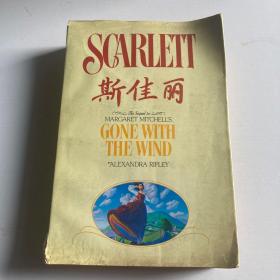 SCARLETT
斯佳丽
The Sequel to
MARGARET MITCHELL'S
GONE WITH
THE WIND
*ALEXANDRA RIPLEY